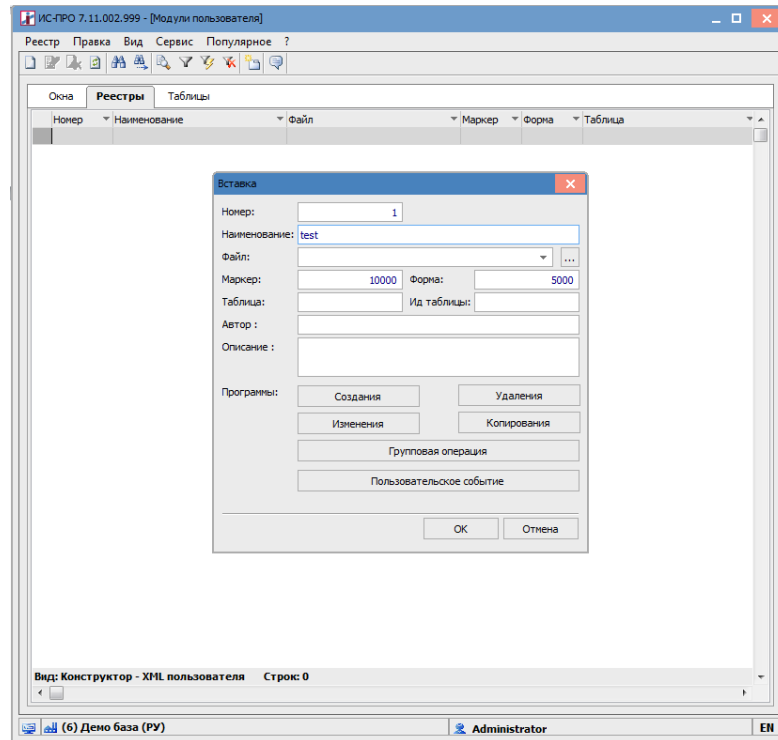 ИС-ПРО 7.11.002.999 - [Модули пользователя]
Реестр Правка Вид Сервис Популярное ?
Окна Реестры Таблицы
Номер Наименование Файл Маркер Форма Таблица
Вставка
Номер: 1
Наименование: test
Файл: ...
Маркер: 10000 Форма: 5000
Таблица: Ид таблицы:
Автор :
Описание :
Программы: Создания Удаления
Изменения Копирования
Групповая операция
Пользовательское событие
OK Отмена
Вид: Конструктор - XML пользователя Строк: 0
(6) Демо база (РУ) Administrator EN